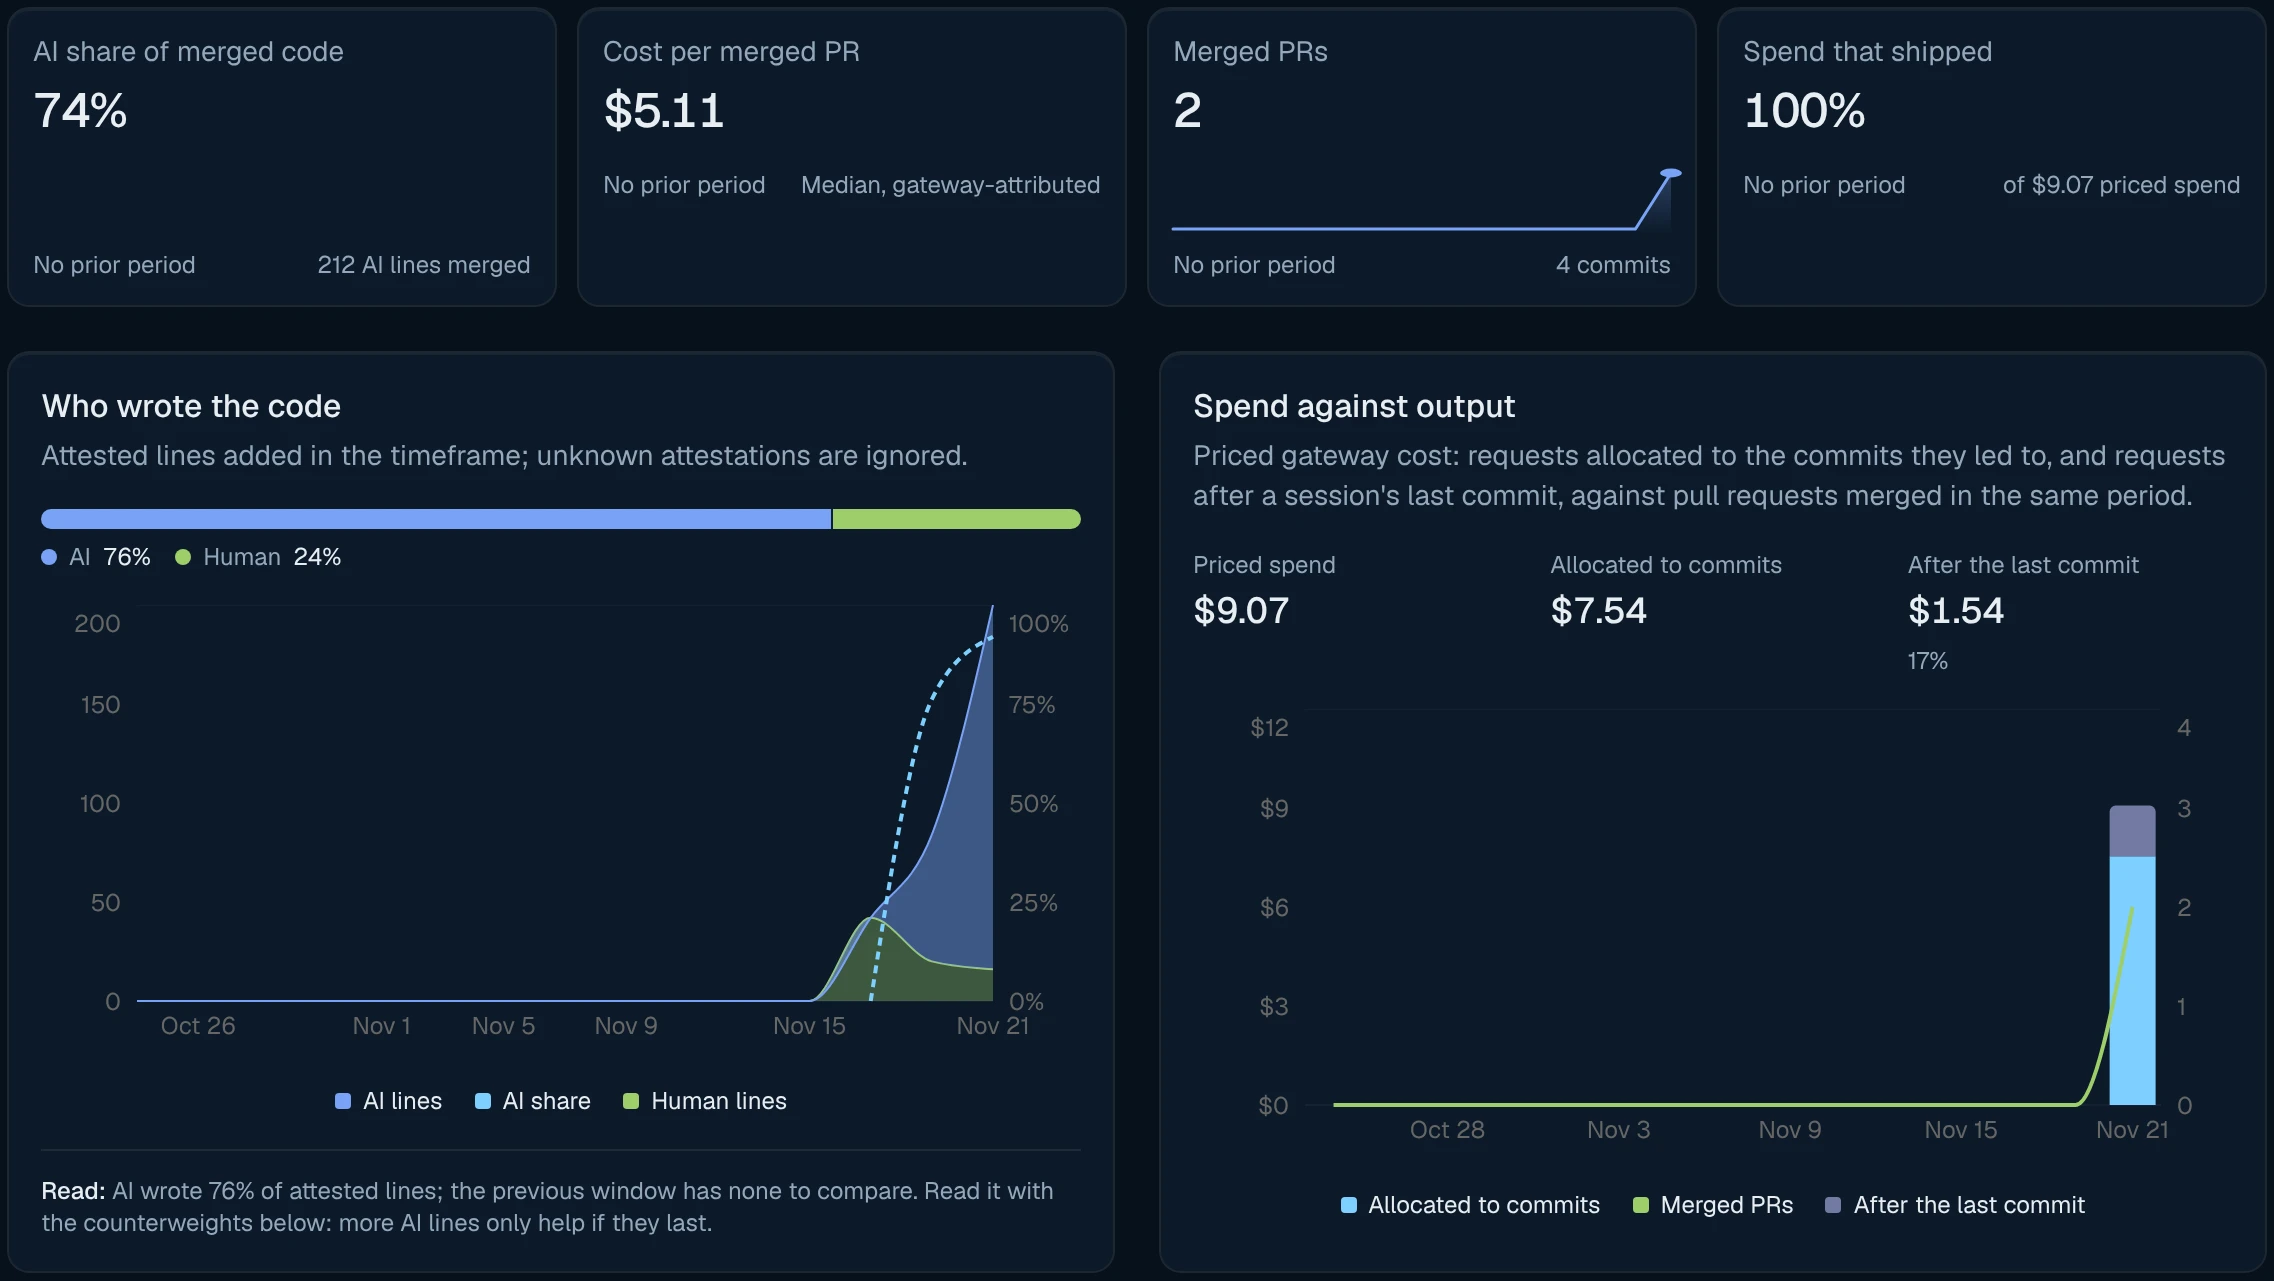 AI share of merged code
74%
No prior period
212 AI lines merged
Cost per merged PR
$5.11
No prior period
Median, gateway-attributed
Merged PRs
2
No prior period
4 commits
Spend that shipped
100%
No prior period
of $9.07 priced spend
Who wrote the code
Attested lines added in the timeframe; unknown attestations are ignored.
AI 76% Human 24%
200
150
100
50
0
100%
75%
50%
25%
0%
Oct 26
Nov 1
Nov 5
Nov 9
Nov 15
Nov 21
AI lines
AI share
Human lines
Read: AI wrote 76% of attested lines; the previous window has none to compare. Read it with
the counterweights below: more AI lines only help if they last.
Spend against output
Priced gateway cost: requests allocated to the commits they led to, and requests
after a session's last commit, against pull requests merged in the same period.
Priced spend
$9.07
Allocated to commits
$7.54
After the last commit
$1.54
17%
$12
$9
$6
$3
$0
4
3
2
1
0
Oct 28
Nov 3
Nov 9
Nov 15
Nov 21
Allocated to commits
Merged PRs
After the last commit